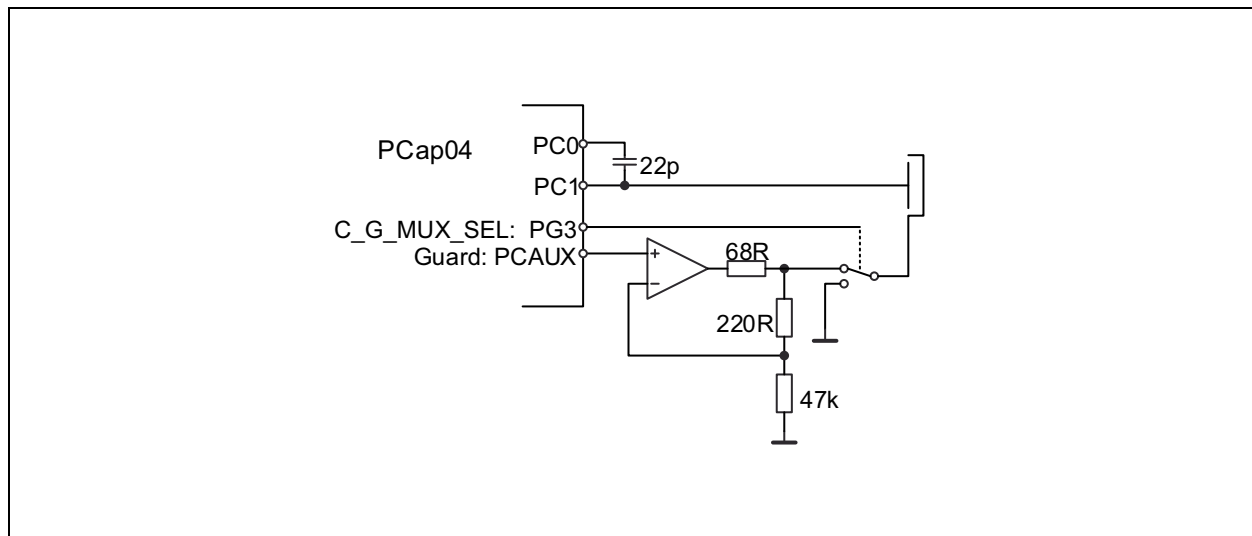 PCap04
PC0
22p
PC1
C_G_MUX_SEL: PG3
Guard: PCAUX
+
−
68R
220R
47k